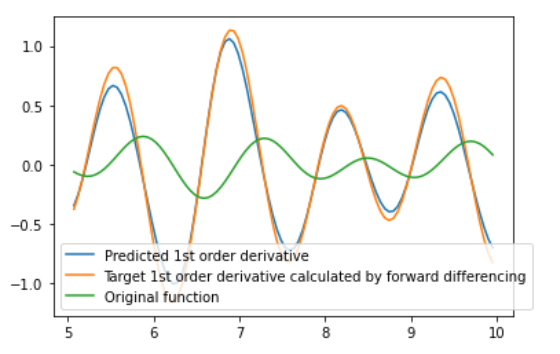 1.0
0.5
0.0
−0.5
−1.0
Predicted 1st order derivative
Target 1st order derivative calculated by forward differencing
Original function
5 6 7 8 9 10